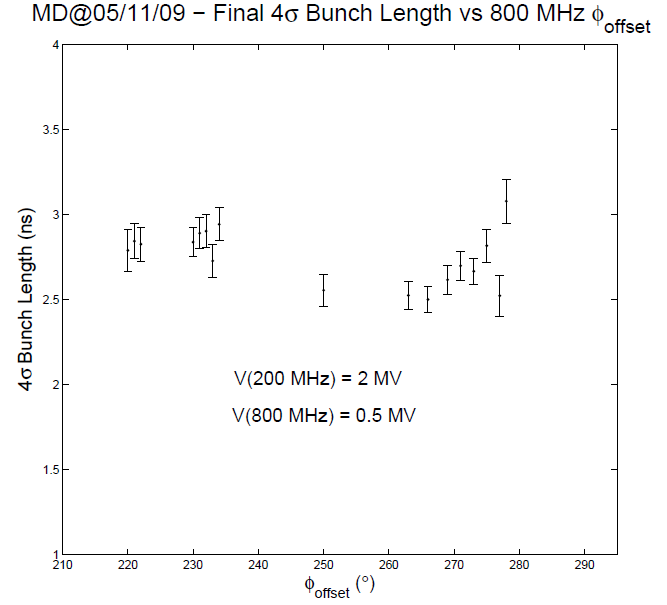 MD@05/11/09 − Final 4σ Bunch Length vs 800 MHz ϕoffset
4
3.5
3
2.5
2
1.5
1
4σ Bunch Length (ns)
V(200 MHz) = 2 MV
V(800 MHz) = 0.5 MV
210 220 230 240 250 260 270 280 290
ϕoffset (°)